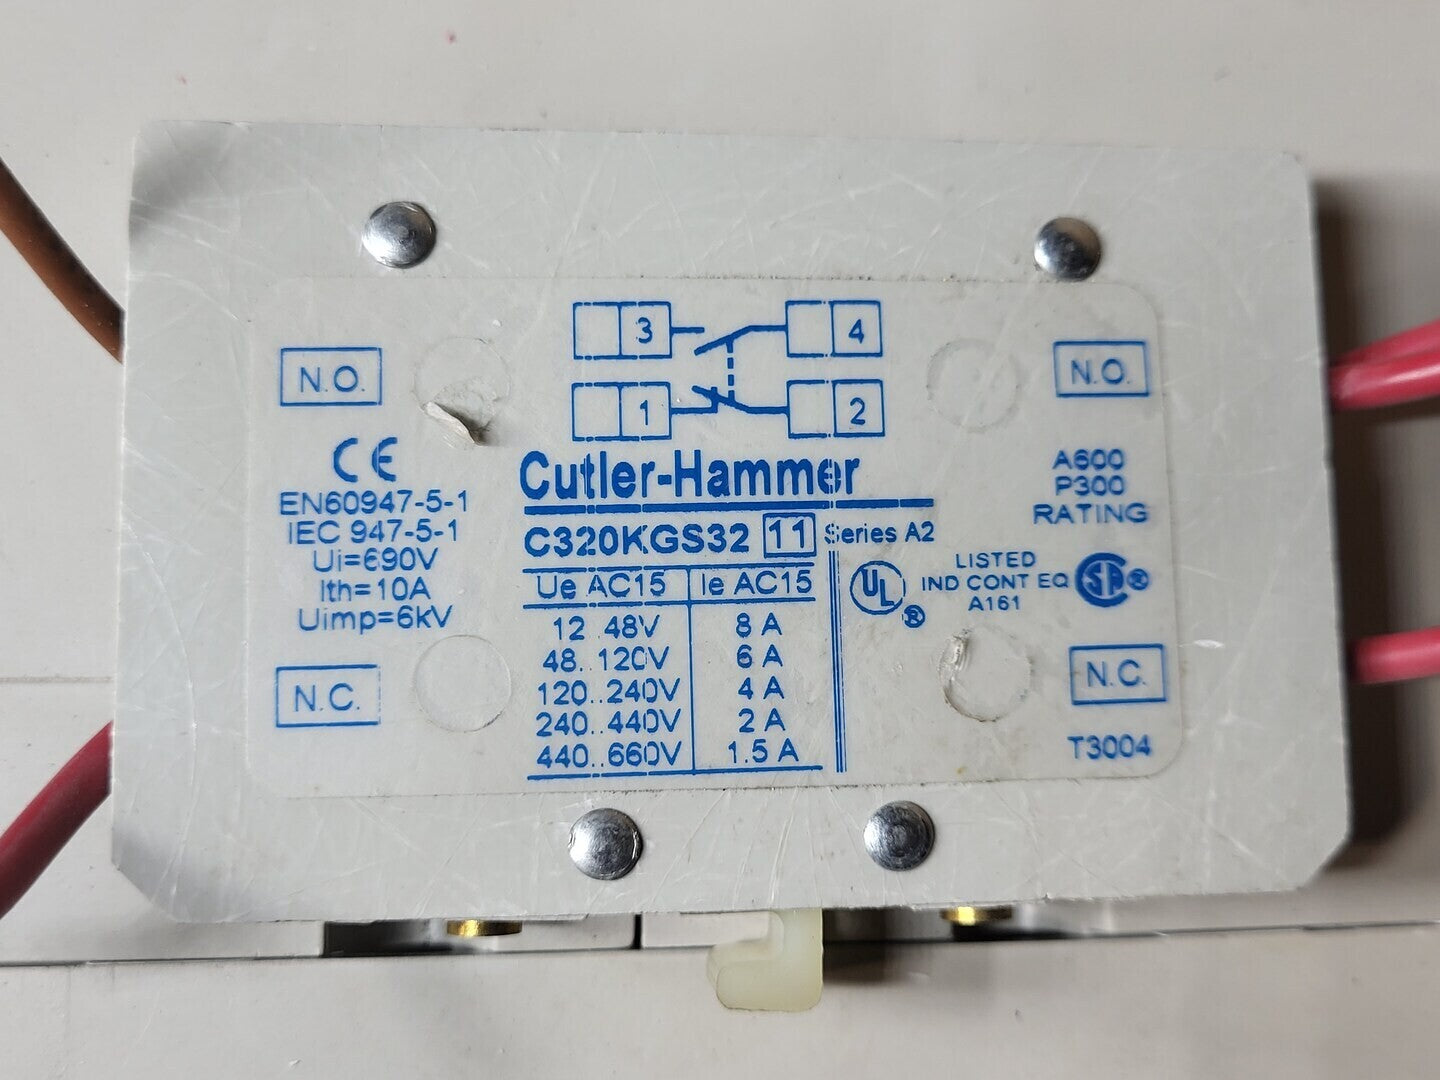 3 4
N.O. N.O.
1 2
CE
EN60947-5-1
IEC 947-5-1
Ui=690V
Ith=10A
Uimp=6kV
N.C.
Cutler-Hammer
C320KGS32 11 Series A2
Ue AC15 Ie AC15
12..48V 8 A
48..120V 6 A
120..240V 4 A
240..440V 2 A
440..660V 1.5 A
A600
P300
RATING
UL ® LISTED
IND CONT EQ
A161
SA ®
N.C.
T3004